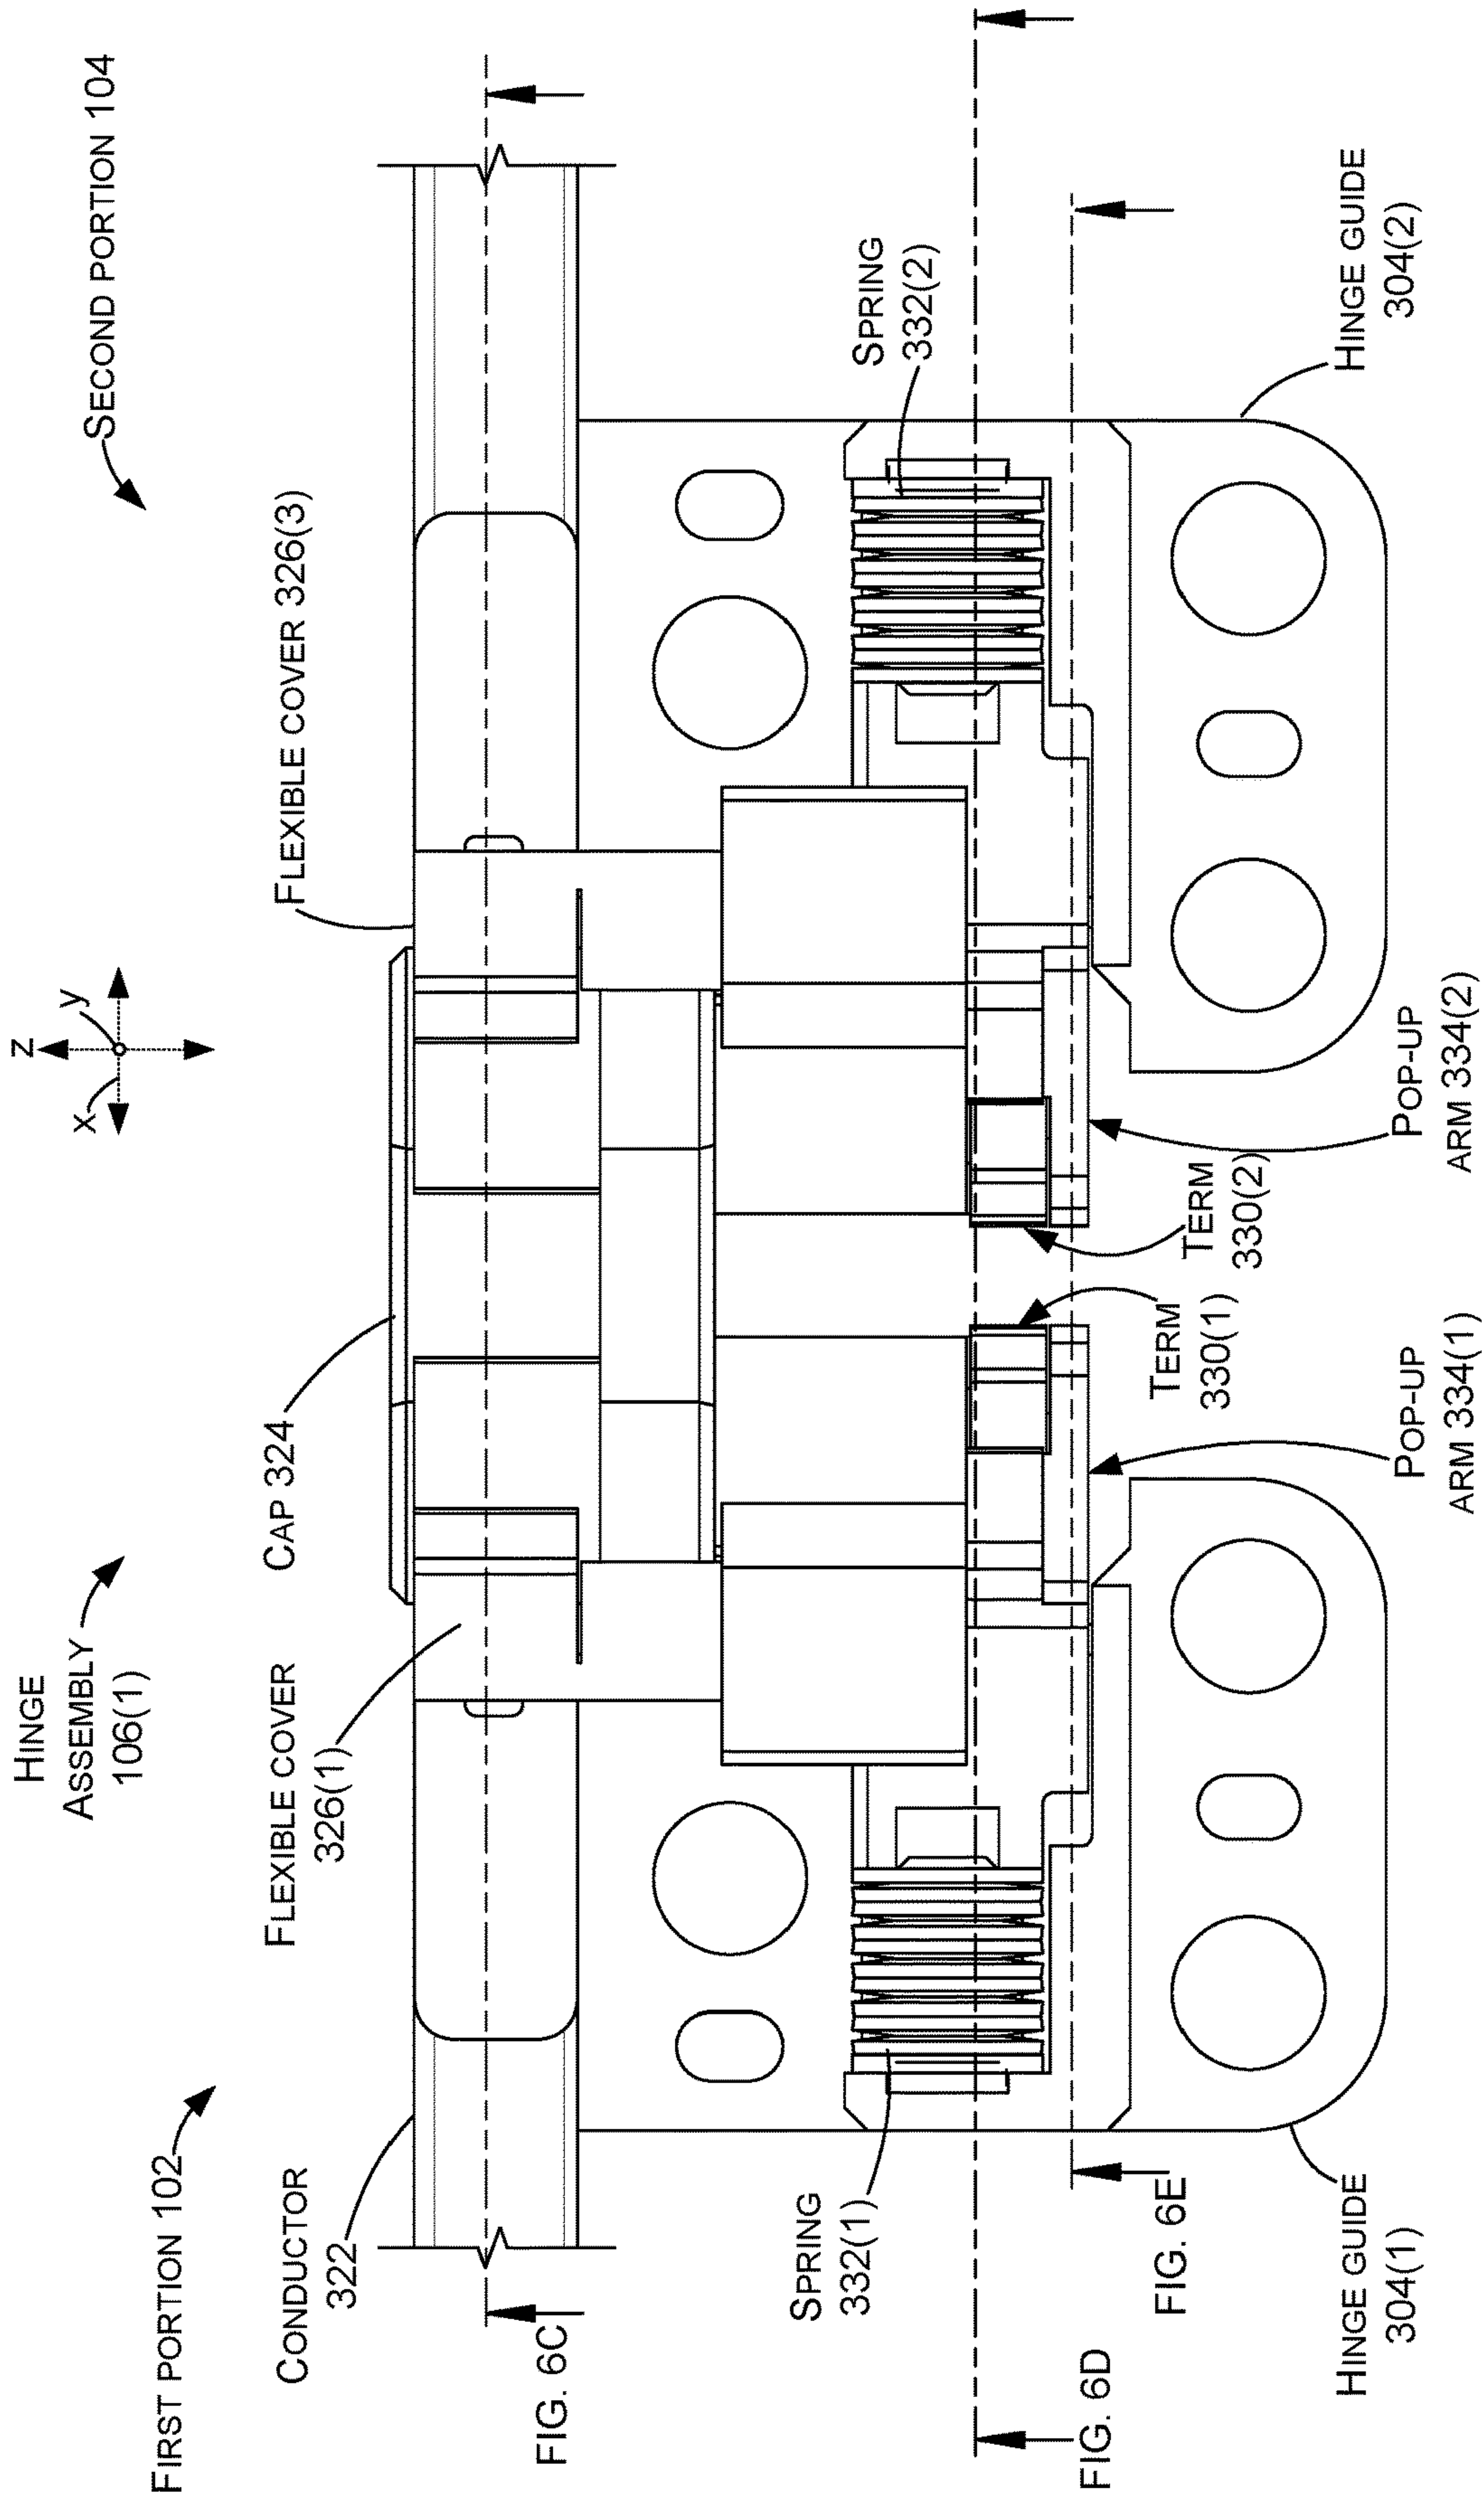 HINGE
ASSEMBLY
106(1)
FIRST PORTION 102
SECOND PORTION 104
z
y
x
CONDUCTOR
322
FLEXIBLE COVER
326(1)
CAP 324
FLEXIBLE COVER 326(3)
FIG. 6C
SPRING
332(1)
SPRING
332(2)
FIG. 6D
FIG. 6E
TERM
330(1)
TERM
330(2)
HINGE GUIDE
304(1)
POP-UP
ARM 334(1)
POP-UP
ARM 334(2)
HINGE GUIDE
304(2)